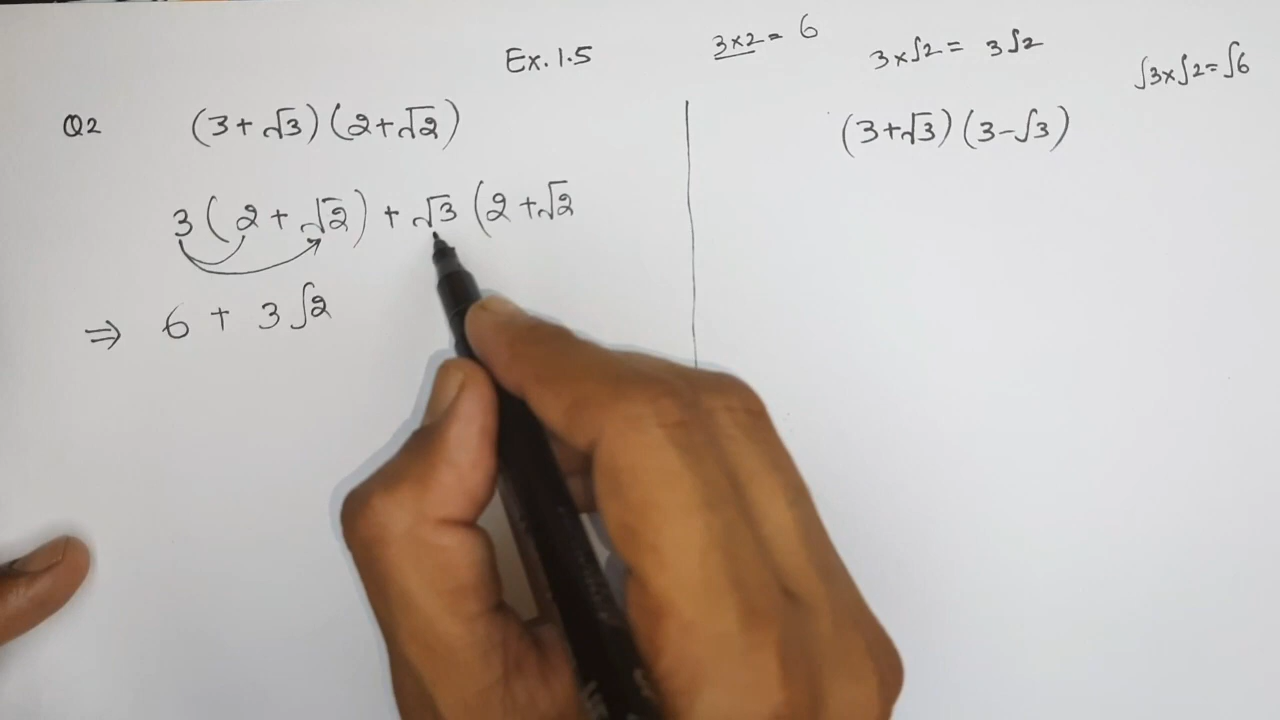 Ex. 1.5
3×2 = 6
3×√2 = 3√2
√3×√2=√6
Q2 (3+√3)(2+√2)
3(2+√2) + √3(2+√2
⇒ 6 + 3√2
(3+√3)(3-√3)